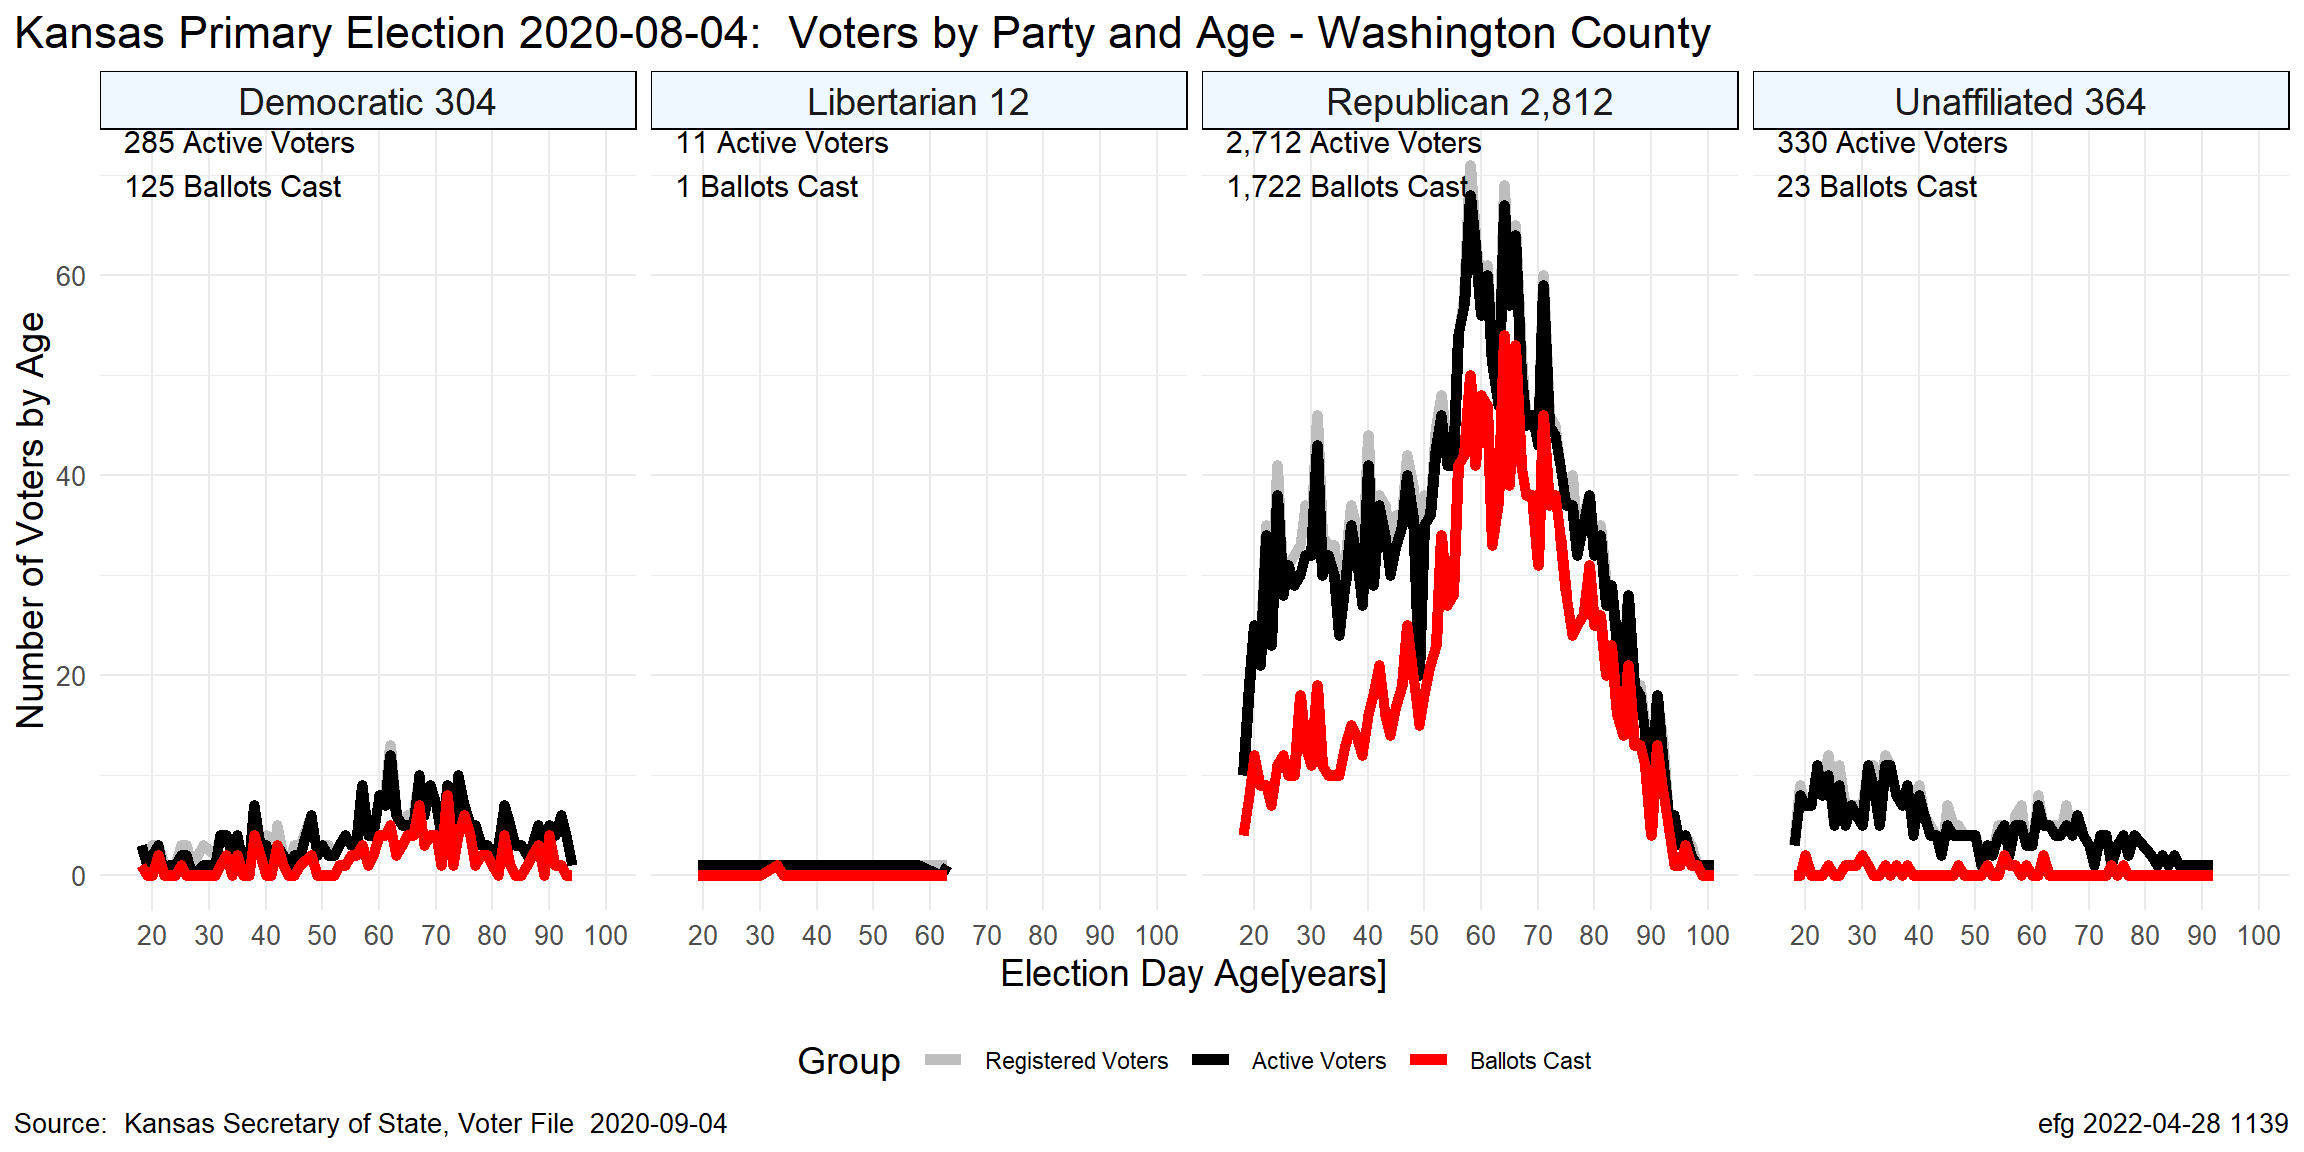 Kansas Primary Election 2020-08-04:  Voters by Party and Age - Washington County
Democratic 304
Libertarian 12
Republican 2,812
Unaffiliated 364
285 Active Voters
125 Ballots Cast
11 Active Voters
1 Ballots Cast
2,712 Active Voters
1,722 Ballots Cast
330 Active Voters
23 Ballots Cast
Number of Voters by Age
60
40
20
0
20 30 40 50 60 70 80 90 100
20 30 40 50 60 70 80 90 100
20 30 40 50 60 70 80 90 100
20 30 40 50 60 70 80 90 100
Election Day Age[years]
Group Registered Voters Active Voters Ballots Cast
Source:  Kansas Secretary of State, Voter File  2020-09-04
efg 2022-04-28 1139